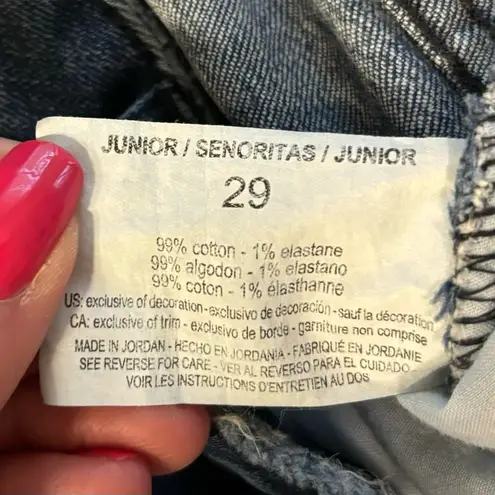 JUNIOR / SENORITAS / JUNIOR
29
99% cotton - 1% elastane
99% algodon - 1% elastano
99% coton - 1% élasthanne
US: exclusive of decoration-exclusivo de decoración-sauf la décoration
CA: exclusive of trim - exclusivo de borde - garniture non comprise
MADE IN JORDAN - HECHO EN JORDANIA - FABRIQUÉ EN JORDANIE
SEE REVERSE FOR CARE - VER AL REVERSO PARA EL CUIDADO
VOIR LES INSTRUCTIONS D'ENTRETIEN AU DOS